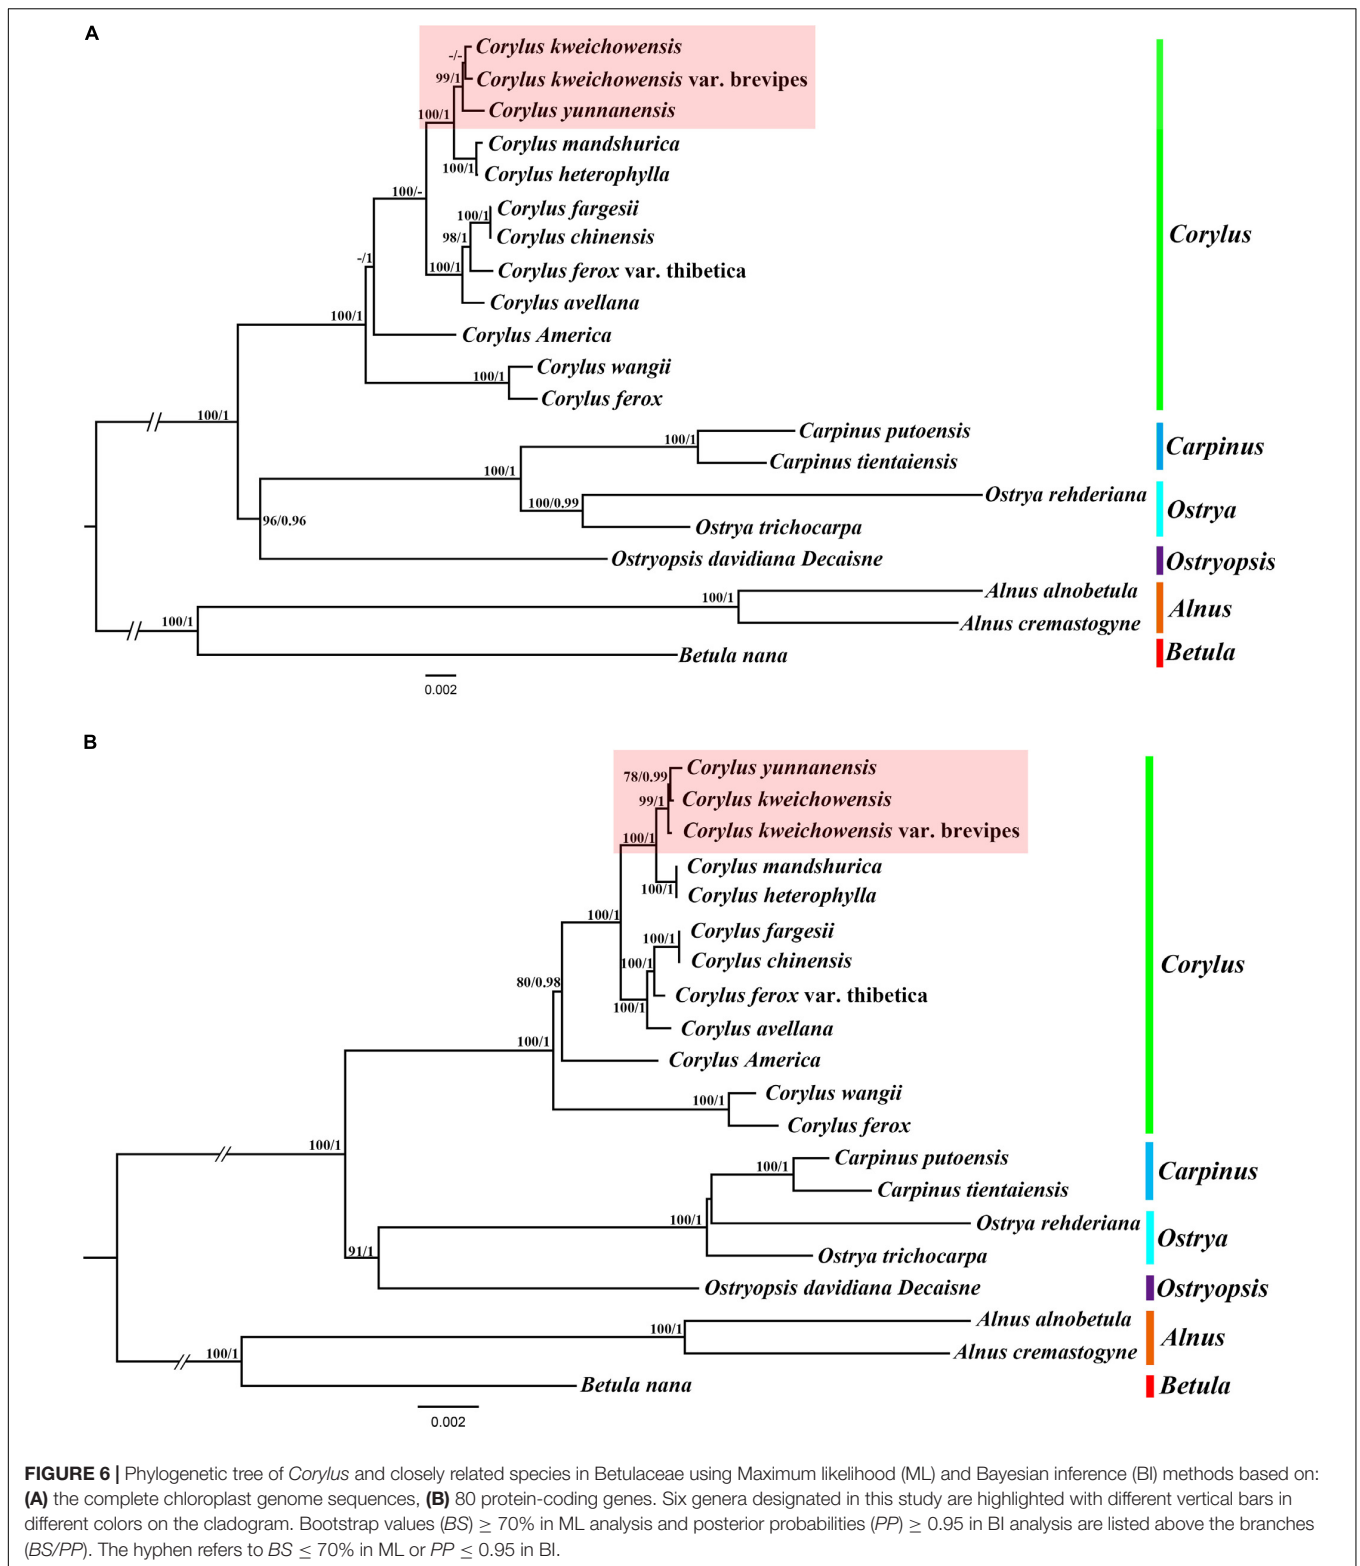 A
Corylus kweichowensis
-/-
Corylus kweichowensis var. brevipes
99/1
Corylus yunnanensis
100/1
Corylus mandshurica
100/1
Corylus heterophylla
100/-
Corylus fargesii
100/1
Corylus chinensis
98/1
Corylus ferox var. thibetica
100/1
Corylus avellana
-/1
Corylus America
100/1
Corylus wangii
100/1
Corylus ferox
Corylus
100/1
Carpinus putoensis
100/1
Carpinus tientaiensis
Carpinus
100/1
Ostrya rehderiana
100/0.99
Ostrya trichocarpa
Ostrya
96/0.96
Ostryopsis davidiana Decaisne
Ostryopsis
Alnus alnobetula
100/1
Alnus cremastogyne
Alnus
100/1
Betula nana
Betula
0.002
B
Corylus yunnanensis
78/0.99
Corylus kweichowensis
99/1
Corylus kweichowensis var. brevipes
100/1
Corylus mandshurica
100/1
Corylus heterophylla
100/1
Corylus fargesii
100/1
Corylus chinensis
100/1
Corylus ferox var. thibetica
100/1
Corylus avellana
80/0.98
Corylus America
100/1
Corylus wangii
100/1
Corylus ferox
Corylus
100/1
Carpinus putoensis
100/1
Carpinus tientaiensis
Carpinus
100/1
Ostrya rehderiana
Ostrya trichocarpa
Ostrya
91/1
Ostryopsis davidiana Decaisne
Ostryopsis
Alnus alnobetula
100/1
Alnus cremastogyne
Alnus
100/1
Betula nana
Betula
0.002
FIGURE 6 | Phylogenetic tree of Corylus and closely related species in Betulaceae using Maximum likelihood (ML) and Bayesian inference (BI) methods based on:
(A) the complete chloroplast genome sequences, (B) 80 protein-coding genes. Six genera designated in this study are highlighted with different vertical bars in
different colors on the cladogram. Bootstrap values (BS) ≥ 70% in ML analysis and posterior probabilities (PP) ≥ 0.95 in BI analysis are listed above the branches
(BS/PP). The hyphen refers to BS ≤ 70% in ML or PP ≤ 0.95 in BI.